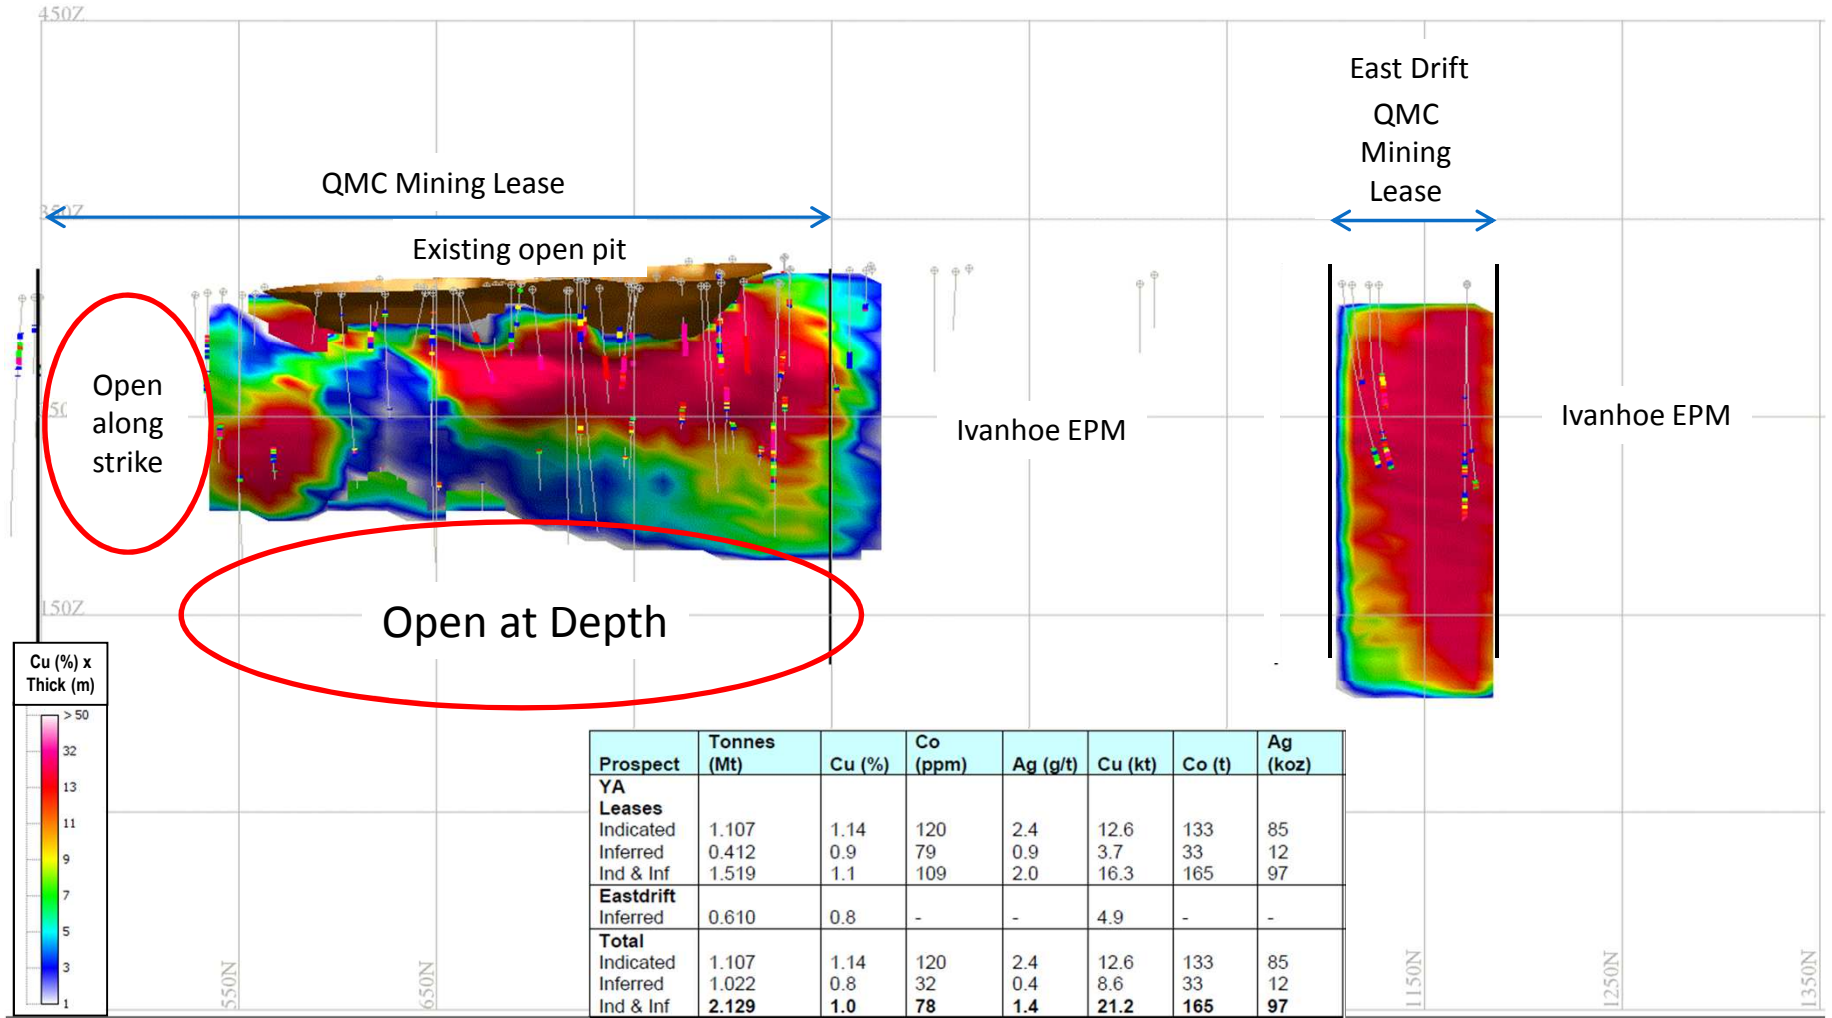 450Z
East Drift
QMC
Mining
Lease
QMC Mining Lease
350Z
Existing open pit
Open
along
strike
Ivanhoe EPM
Ivanhoe EPM
150Z
Open at Depth
Cu (%) x
Thick (m)
> 50
32
13
11
9
7
5
3
1
Prospect Tonnes (Mt) Cu (%) Co (ppm) Ag (g/t) Cu (kt) Co (t) Ag (koz)
YA
Leases
Indicated 1.107 1.14 120 2.4 12.6 133 85
Inferred 0.412 0.9 79 0.9 3.7 33 12
Ind & Inf 1.519 1.1 109 2.0 16.3 165 97
Eastdrift
Inferred 0.610 0.8 - - 4.9 - -
Total
Indicated 1.107 1.14 120 2.4 12.6 133 85
Inferred 1.022 0.8 32 0.4 8.6 33 12
Ind & Inf 2.129 1.0 78 1.4 21.2 165 97
550N
650N
1150N
1250N
1350N